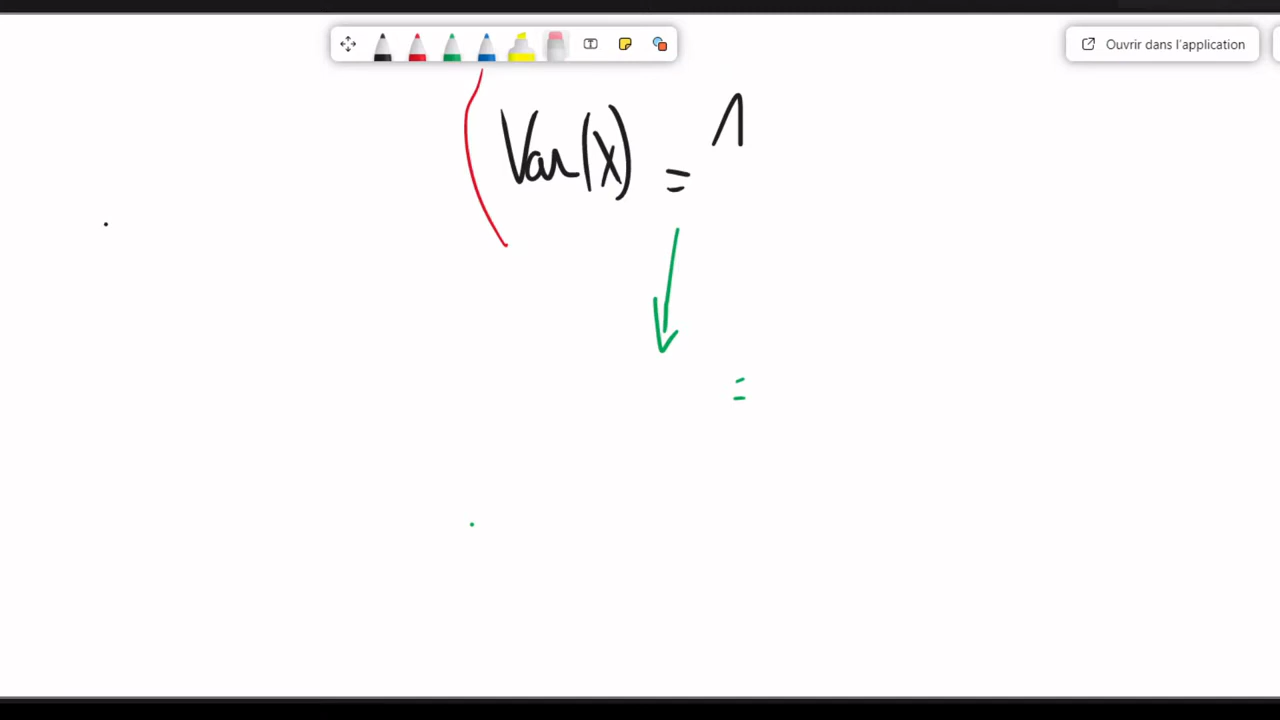 Ouvrir dans l'application
Var(X) = 1
=